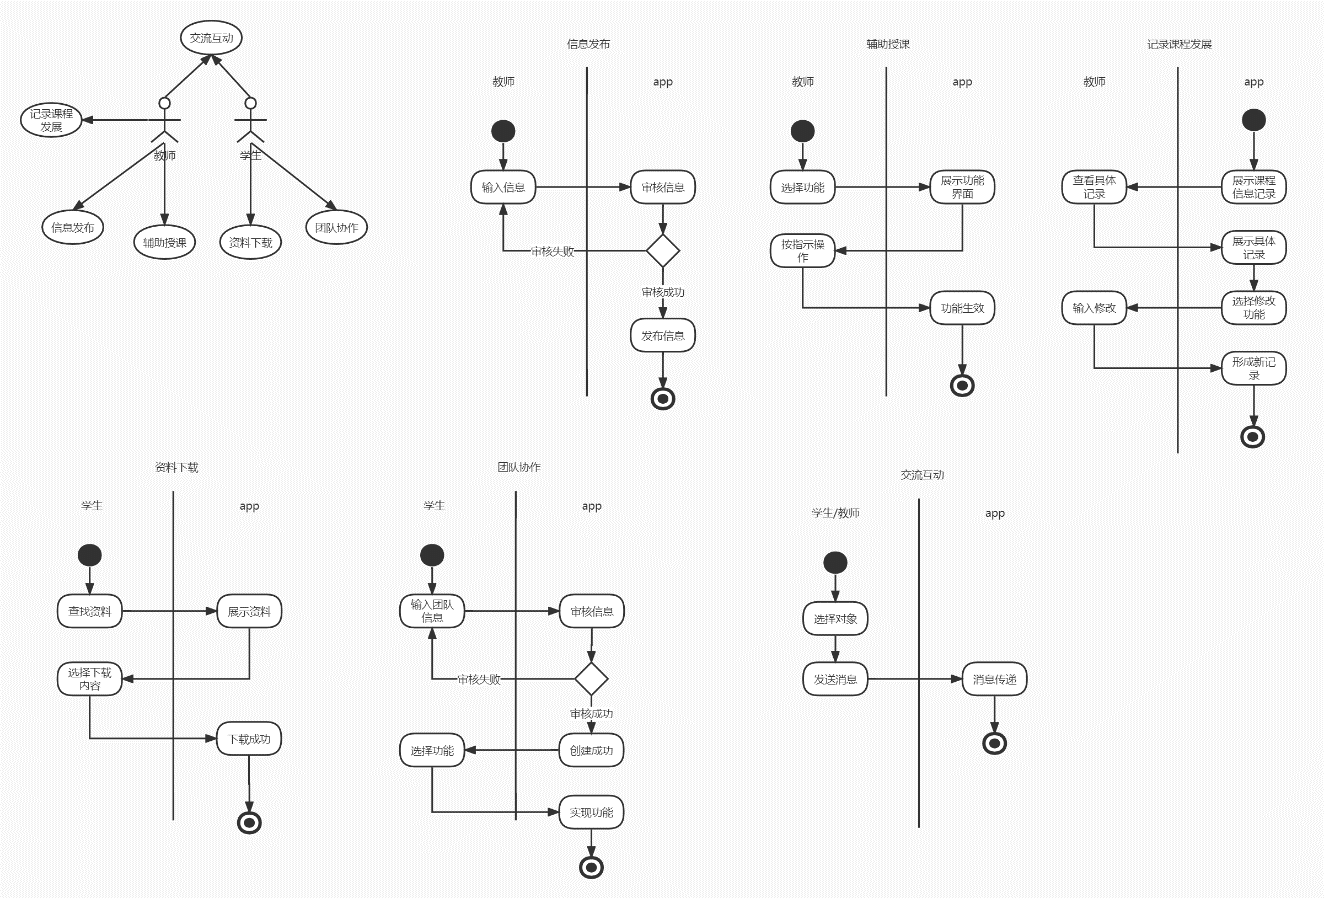 交流互动
记录课程
发展
教师
学生
信息发布
辅助授课
资料下载
团队协作
信息发布
教师
app
输入信息
审核信息
审核失败
审核成功
发布信息
辅助授课
教师
app
选择功能
展示功能
界面
按指示操
作
功能生效
记录课程发展
教师
app
查看具体
记录
展示课程
信息记录
展示具体
记录
输入修改
选择修改
功能
形成新记
录
资料下载
学生
app
查找资料
展示资料
选择下载
内容
下载成功
团队协作
学生
app
输入团队
信息
审核信息
审核失败
审核成功
选择功能
创建成功
实现功能
交流互动
学生/教师
app
选择对象
发送消息
消息传递